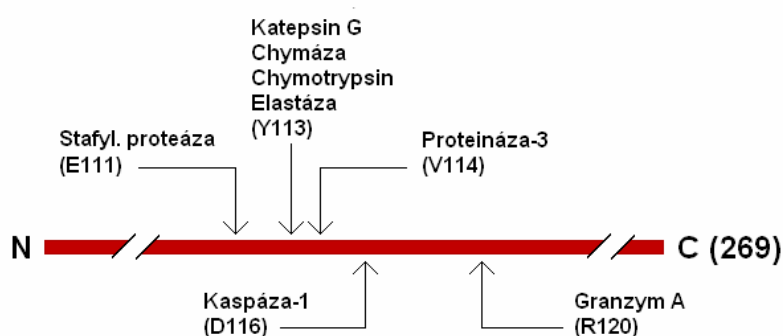 Katepsin G
Chymáza
Chymotrypsin
Elastáza
(Y113)
Stafyl. proteáza
(E111)
Proteináza-3
(V114)
N
C (269)
Kaspáza-1
(D116)
Granzym A
(R120)